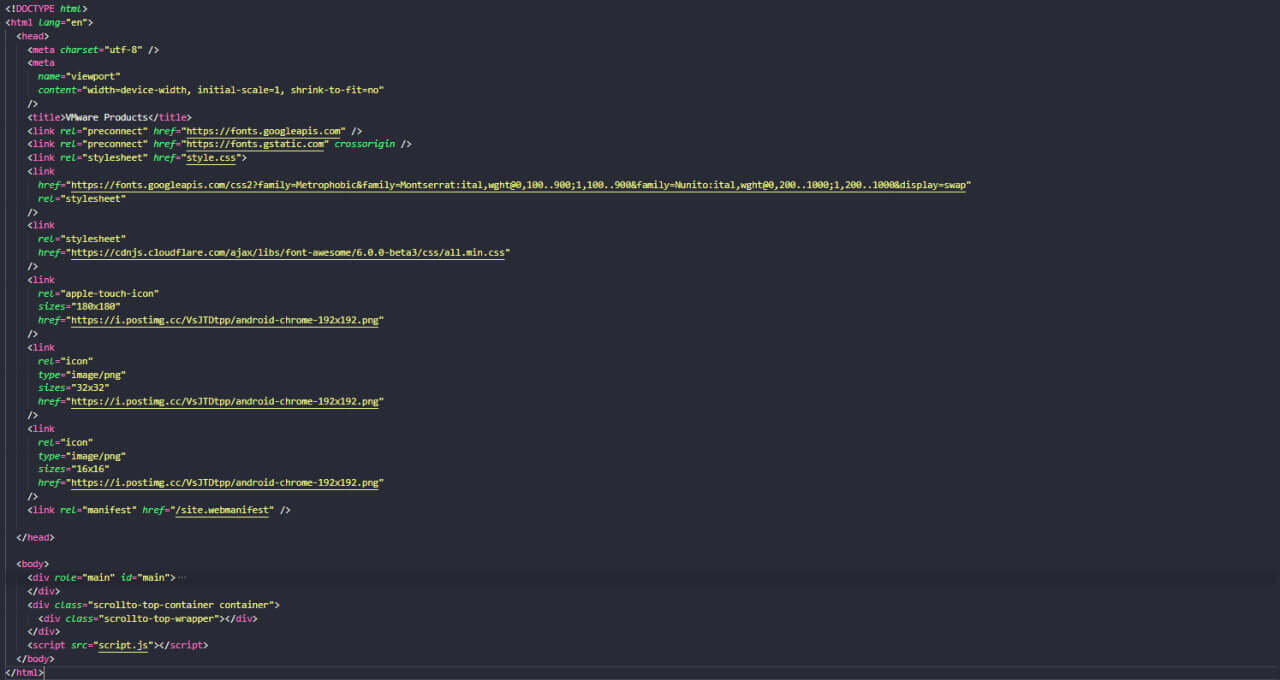 <!DOCTYPE html>
<html lang="en">
  <head>
    <meta charset="utf-8" />
    <meta
      name="viewport"
      content="width=device-width, initial-scale=1, shrink-to-fit=no"
    />
    <title>VMware Products</title>
    <link rel="preconnect" href="https://fonts.googleapis.com" />
    <link rel="preconnect" href="https://fonts.gstatic.com" crossorigin />
    <link rel="stylesheet" href="style.css">
    <link
      href="https://fonts.googleapis.com/css2?family=Metrophobic&family=Montserrat:ital,wght@0,100..900;1,100..900&family=Nunito:ital,wght@0,200..1000;1,200..1000&display=swap"
      rel="stylesheet"
    />
    <link
      rel="stylesheet"
      href="https://cdnjs.cloudflare.com/ajax/libs/font-awesome/6.0.0-beta3/css/all.min.css"
    />
    <link
      rel="apple-touch-icon"
      sizes="180x180"
      href="https://i.postimg.cc/VsJTDtpp/android-chrome-192x192.png"
    />
    <link
      rel="icon"
      type="image/png"
      sizes="32x32"
      href="https://i.postimg.cc/VsJTDtpp/android-chrome-192x192.png"
    />
    <link
      rel="icon"
      type="image/png"
      sizes="16x16"
      href="https://i.postimg.cc/VsJTDtpp/android-chrome-192x192.png"
    />
    <link rel="manifest" href="/site.webmanifest" />

  </head>

  <body>
    <div role="main" id="main">···
    </div>
    <div class="scrollto-top-container container">
      <div class="scrollto-top-wrapper"></div>
    </div>
    <script src="script.js"></script>
  </body>
</html>